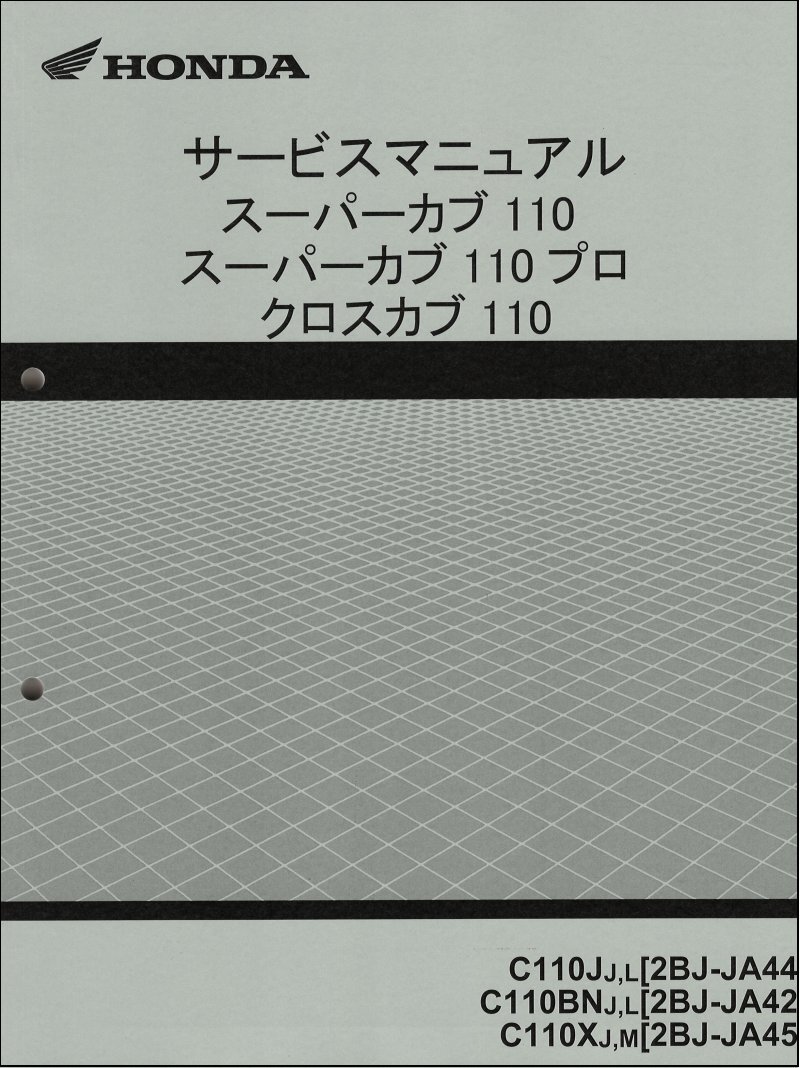 HONDA
サービスマニュアル
スーパーカブ 110
スーパーカブ 110 プロ
クロスカブ 110
C110JJ,L[2BJ-JA44
C110BNJ,L[2BJ-JA42
C110XJ,M[2BJ-JA45